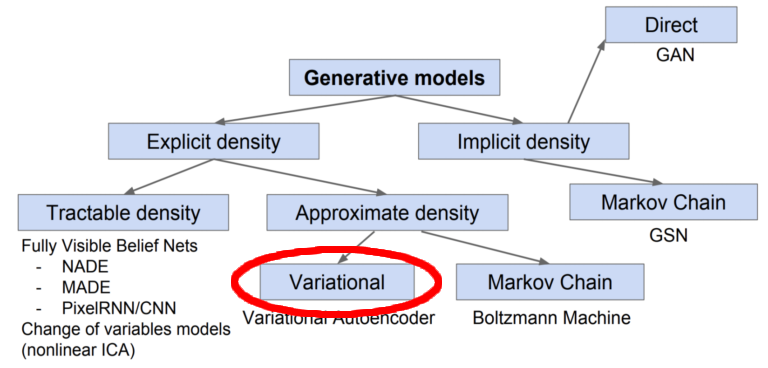 Direct
GAN
Generative models
Explicit density
Implicit density
Tractable density
Approximate density
Markov Chain
GSN
Fully Visible Belief Nets
- NADE
- MADE
- PixelRNN/CNN
Change of variables models
(nonlinear ICA)
Variational
Variational Autoencoder
Markov Chain
Boltzmann Machine